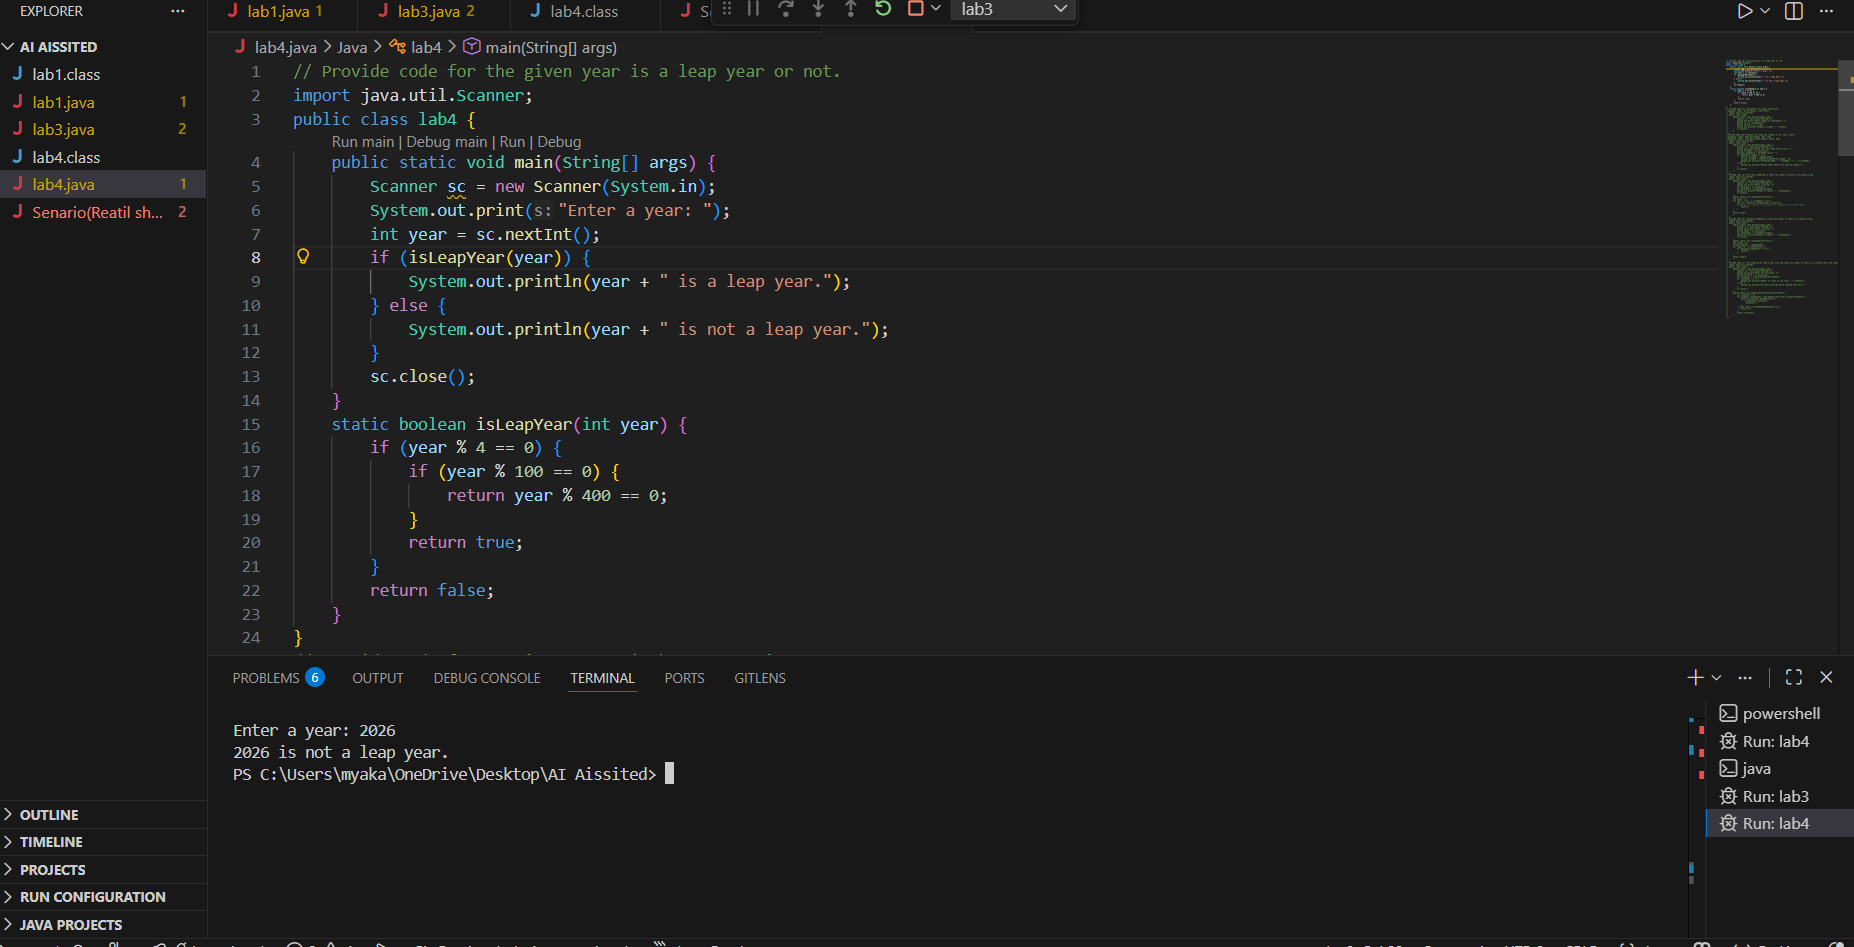 EXPLORER ···
AI AISSITED
lab1.class
lab1.java 1
lab3.java 2
lab4.class
lab4.java 1
Senario(Reatil sh... 2
OUTLINE
TIMELINE
PROJECTS
RUN CONFIGURATION
JAVA PROJECTS
lab1.java 1 lab3.java 2 lab4.class lab3
lab4.java > Java > lab4 > main(String[] args)
1 // Provide code for the given year is a leap year or not.
2 import java.util.Scanner;
3 public class lab4 {
Run main | Debug main | Run | Debug
4 public static void main(String[] args) {
5 Scanner sc = new Scanner(System.in);
6 System.out.print(s: "Enter a year: ");
7 int year = sc.nextInt();
8 if (isLeapYear(year)) {
9 System.out.println(year + " is a leap year.");
10 } else {
11 System.out.println(year + " is not a leap year.");
12 }
13 sc.close();
14 }
15 static boolean isLeapYear(int year) {
16 if (year % 4 == 0) {
17 if (year % 100 == 0) {
18 return year % 400 == 0;
19 }
20 return true;
21 }
22 return false;
23 }
24 }
PROBLEMS 6 OUTPUT DEBUG CONSOLE TERMINAL PORTS GITLENS
Enter a year: 2026
2026 is not a leap year.
PS C:\Users\myaka\OneDrive\Desktop\AI Aissited>
powershell
Run: lab4
java
Run: lab3
Run: lab4